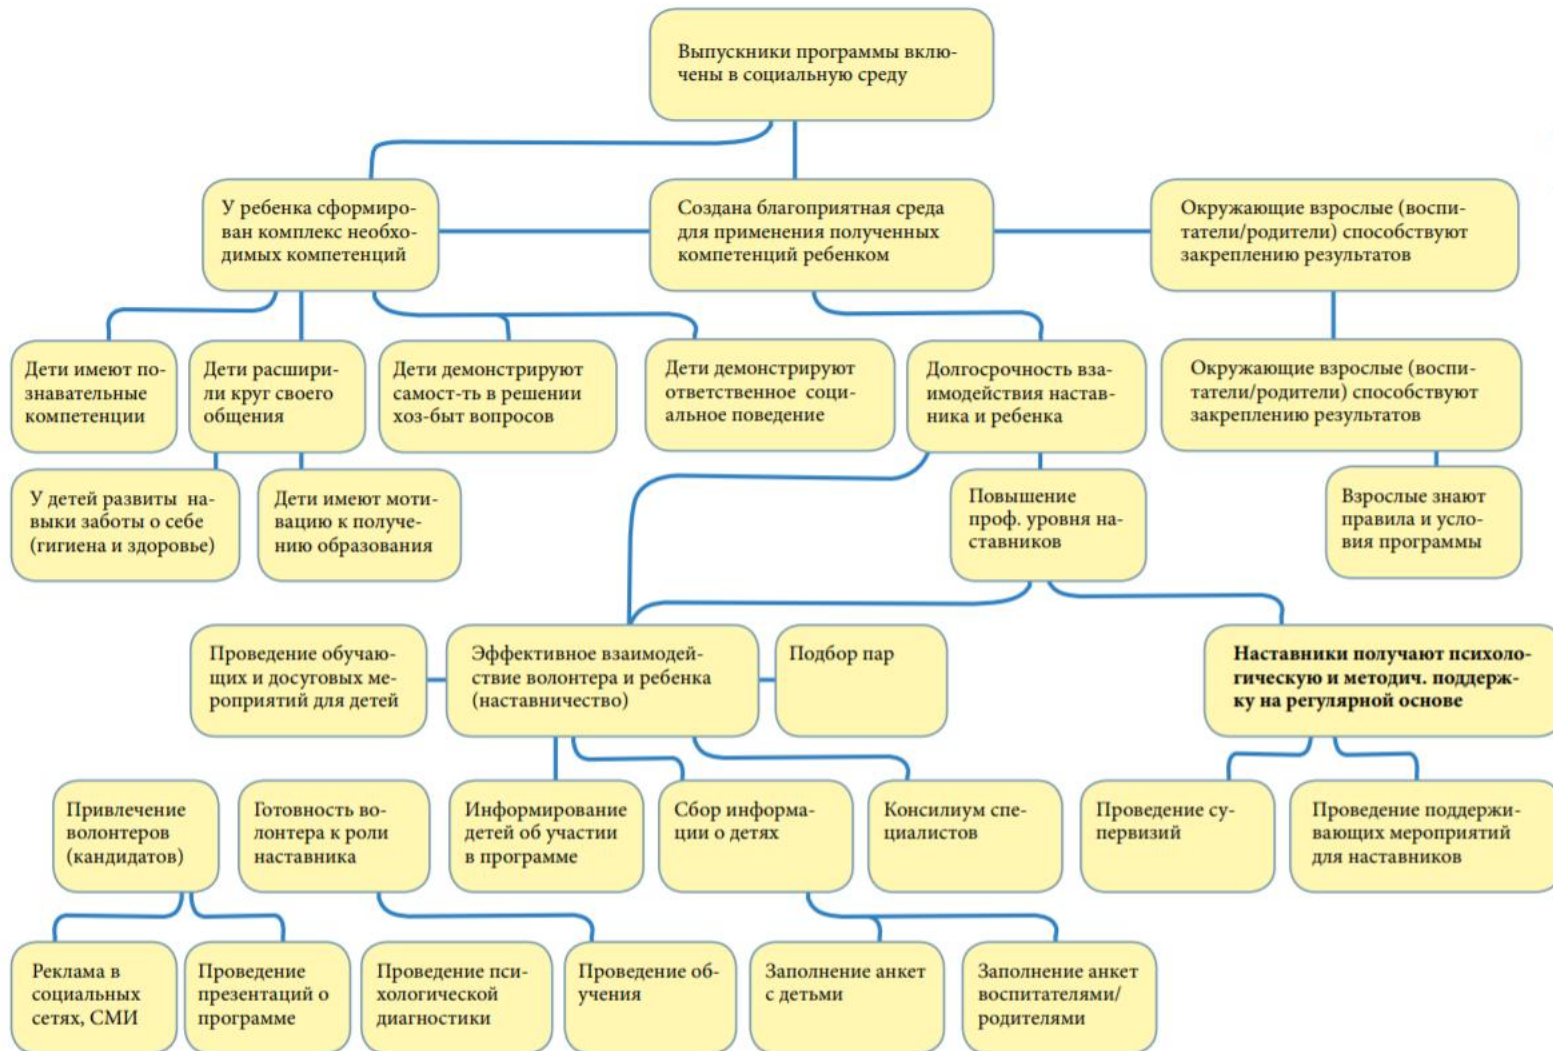 Выпускники программы вклю-
чены в социальную среду
У ребенка сформиро-
ван комплекс необхо-
димых компетенций
Создана благоприятная среда
для применения полученных
компетенций ребенком
Окружающие взрослые (воспи-
татели/родители) способствуют
закреплению результатов
Дети имеют по-
знавательные
компетенции
Дети расшири-
ли круг своего
общения
Дети демонстрируют
самост-ть в решении
хоз-быт вопросов
Дети демонстрируют
ответственное социо-
альное поведение
Долгосрочность вза-
имодействия настав-
ника и ребенка
Окружающие взрослые (воспи-
татели/родители) способствуют
закреплению результатов
У детей развиты на-
выки заботы о себе
(гигиена и здоровье)
Дети имеют моти-
вацию к получе-
нию образования
Повышение
проф. уровня на-
ставников
Взрослые знают
правила и усло-
вия программы
Проведение обучаю-
щих и досуговых ме-
роприятий для детей
Эффективное взаимодей-
ствие волонтера и ребенка
(наставничество)
Подбор пар
Наставники получают психоло-
гическую и методич. поддерж-
ку на регулярной основе
Привлечение
волонтеров
(кандидатов)
Готовность во-
лонтера к роли
наставника
Информирование
детей об участии
в программе
Сбор информа-
ции о детях
Консилиум спе-
циалистов
Проведение су-
первизий
Проведение поддержи-
вающих мероприятий
для наставников
Реклама в
социальных
сетях, СМИ
Проведение
презентаций о
программе
Проведение пси-
хологической
диагностики
Проведение об-
учения
Заполнение анкет
с детьми
Заполнение анкет
воспитателями/
родителями